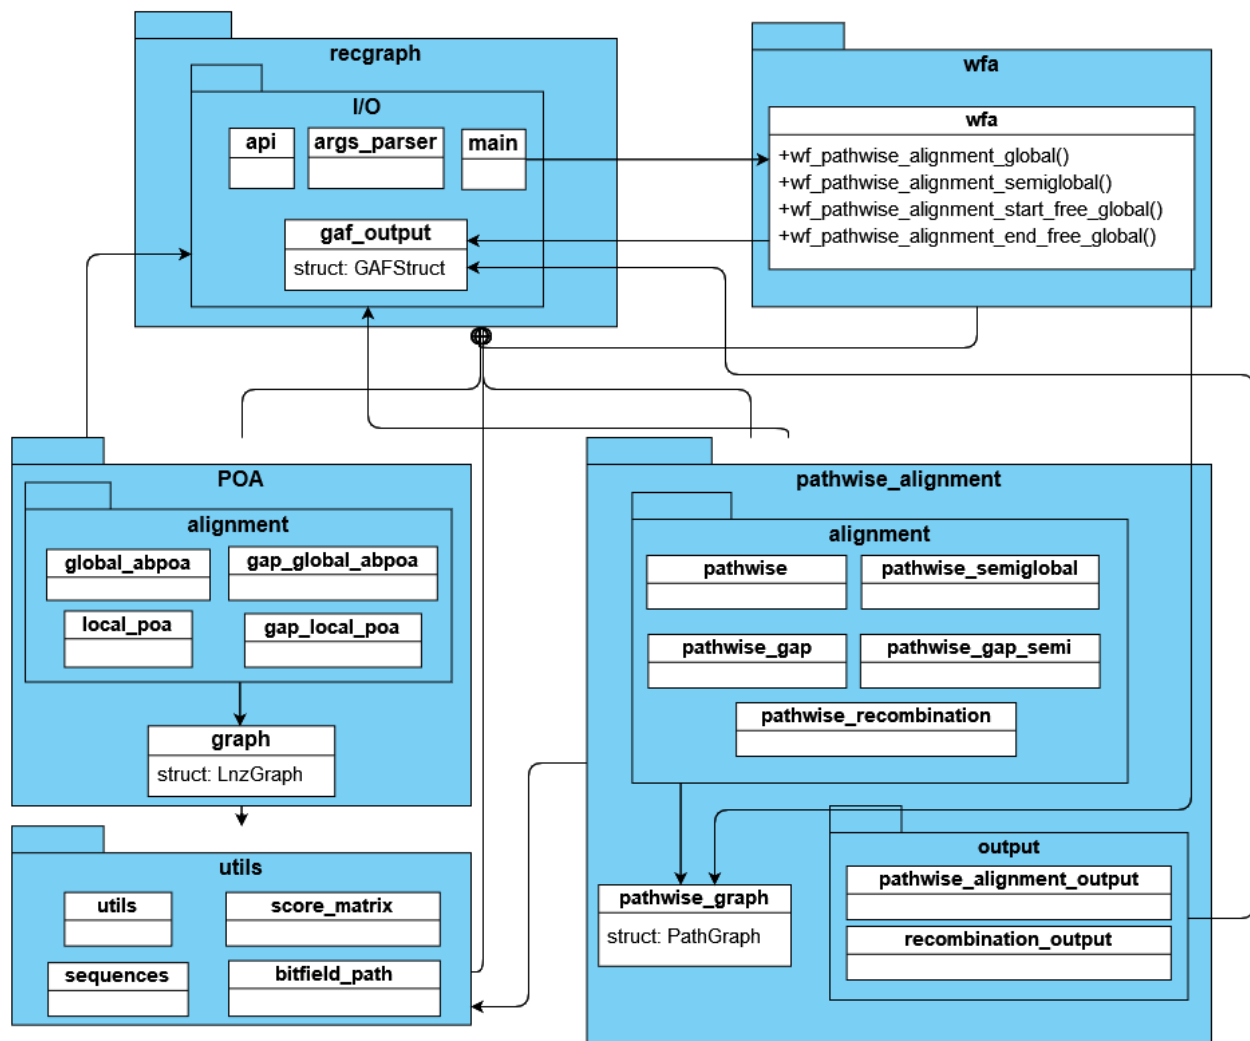 recgraph
I/O
api
args_parser
main
gaf_output
struct: GAFStruct
wfa
wfa
+wf_pathwise_alignment_global()
+wf_pathwise_alignment_semiglobal()
+wf_pathwise_alignment_start_free_global()
+wf_pathwise_alignment_end_free_global()
POA
alignment
global_abpoa
gap_global_abpoa
local_poa
gap_local_poa
graph
struct: LnzGraph
utils
utils
score_matrix
sequences
bitfield_path
pathwise_alignment
alignment
pathwise
pathwise_semiglobal
pathwise_gap
pathwise_gap_semi
pathwise_recombination
pathwise_graph
struct: PathGraph
output
pathwise_alignment_output
recombination_output